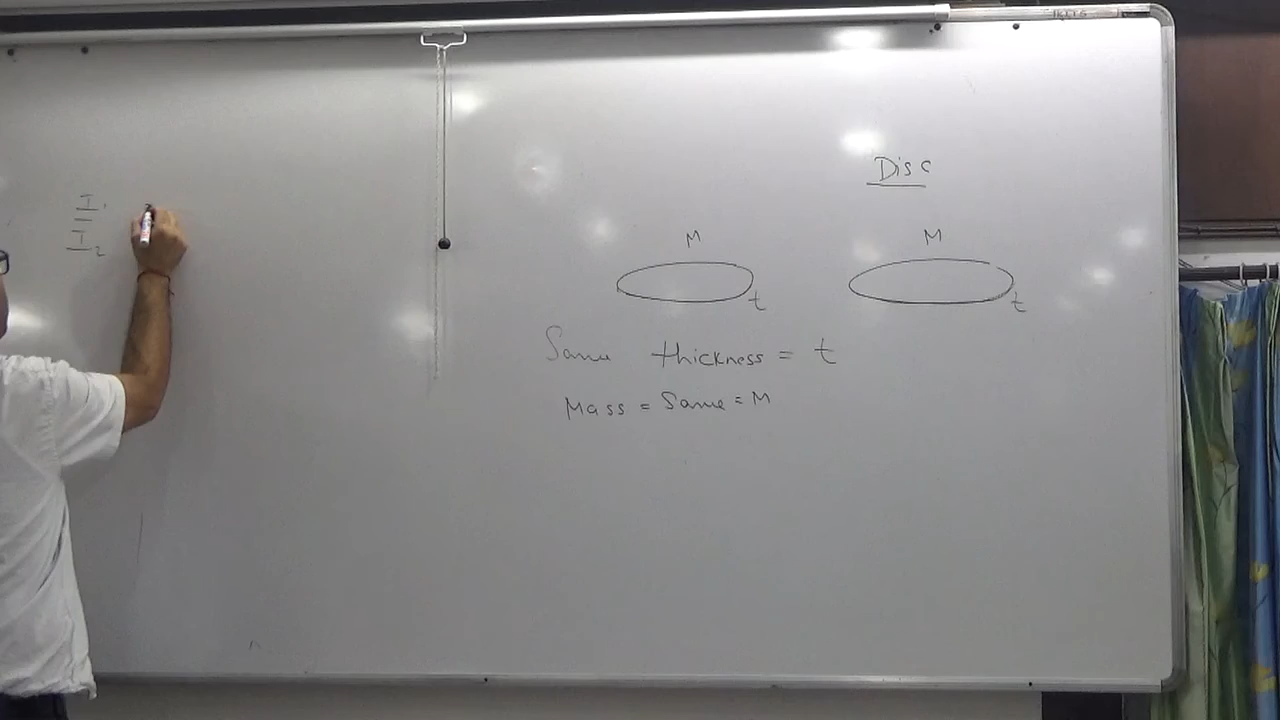 Disc
M M
t t
Same thickness = t
Mass = Same = M
I1
I2